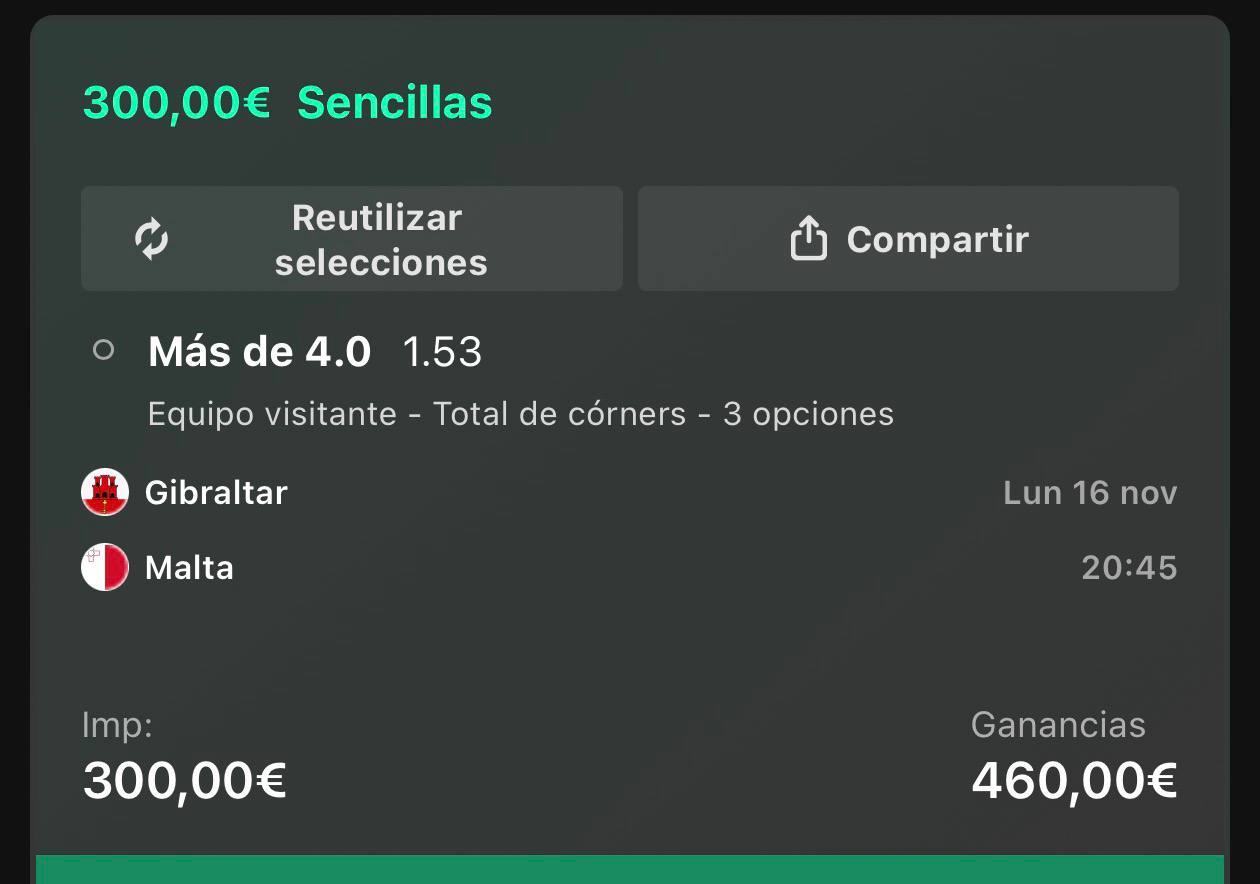 300,00€ Sencillas
Reutilizar
selecciones
Compartir
Más de 4.0 1.53
Equipo visitante - Total de córners - 3 opciones
Gibraltar Lun 16 nov
Malta 20:45
Imp: Ganancias
300,00€ 460,00€